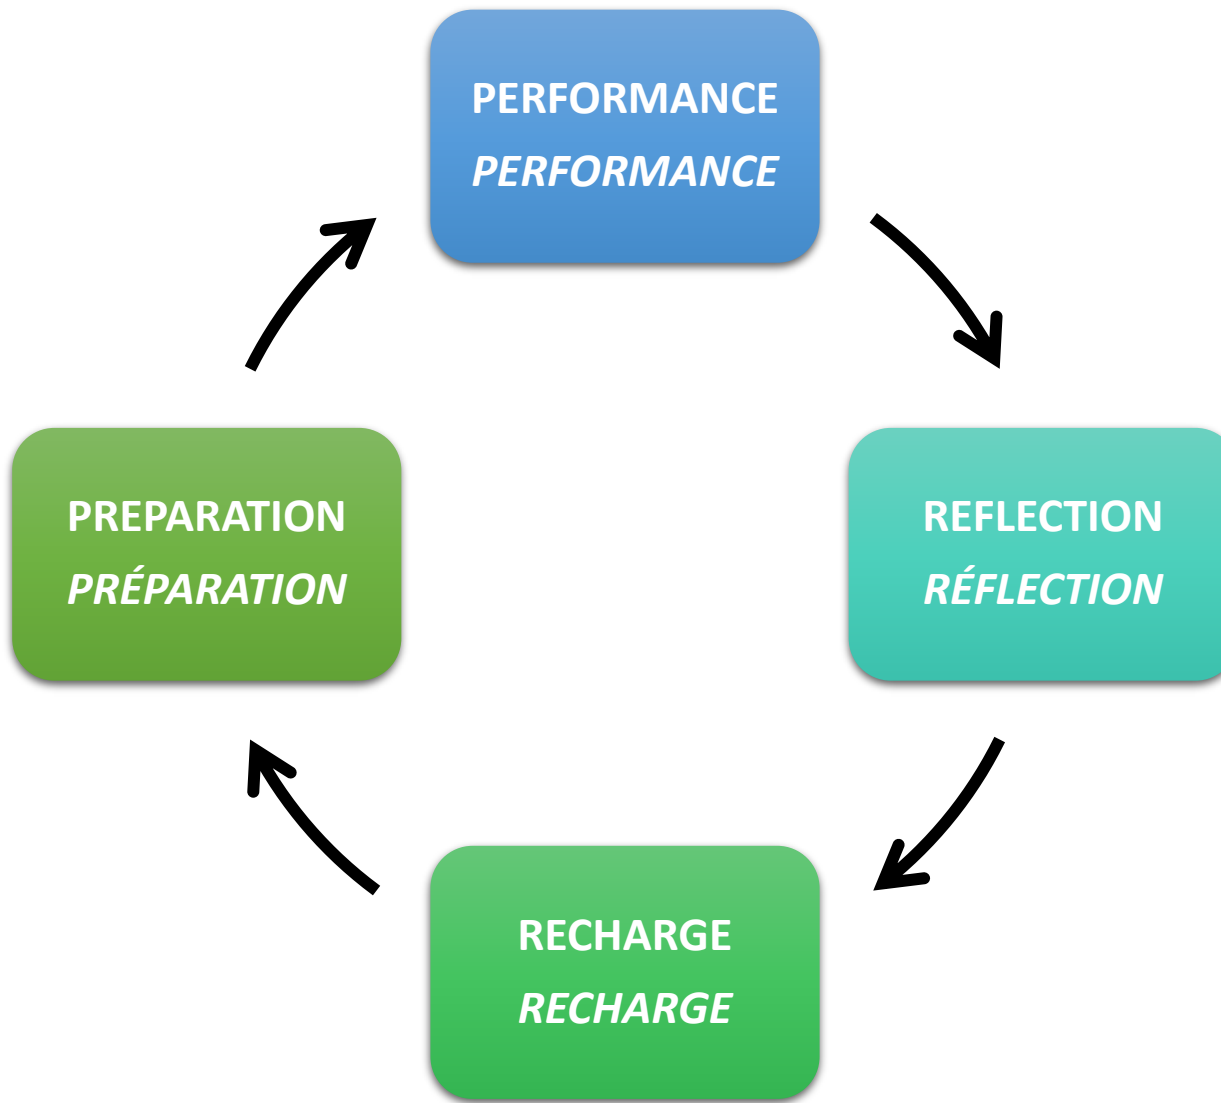 PERFORMANCE
PERFORMANCE
PREPARATION
PRÉPARATION
REFLECTION
RÉFLECTION
RECHARGE
RECHARGE